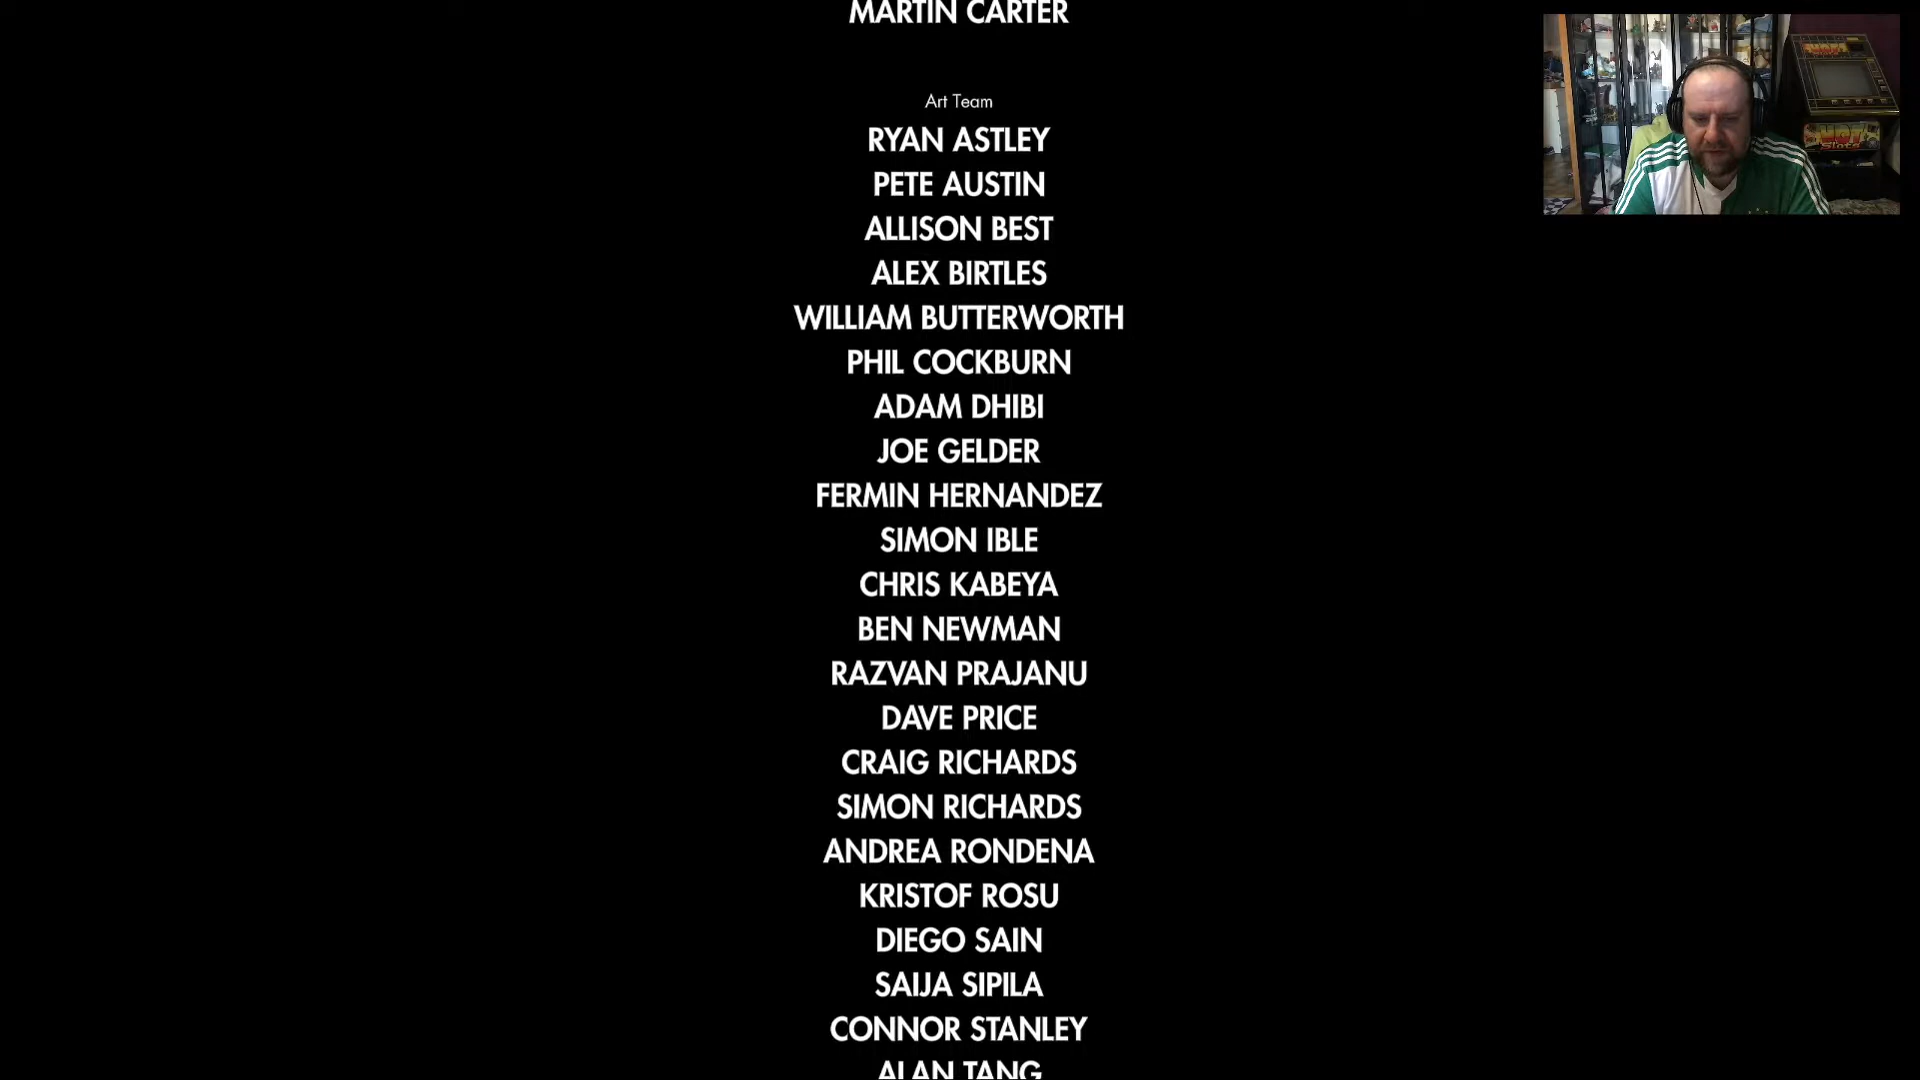 MARTIN CARTER
Art Team
RYAN ASTLEY
PETE AUSTIN
ALLISON BEST
ALEX BIRTLES
WILLIAM BUTTERWORTH
PHIL COCKBURN
ADAM DHIBI
JOE GELDER
FERMIN HERNANDEZ
SIMON IBLE
CHRIS KABEYA
BEN NEWMAN
RAZVAN PRAJANU
DAVE PRICE
CRAIG RICHARDS
SIMON RICHARDS
ANDREA RONDENA
KRISTOF ROSU
DIEGO SAIN
SAIJA SIPILA
CONNOR STANLEY
ALAN TANG